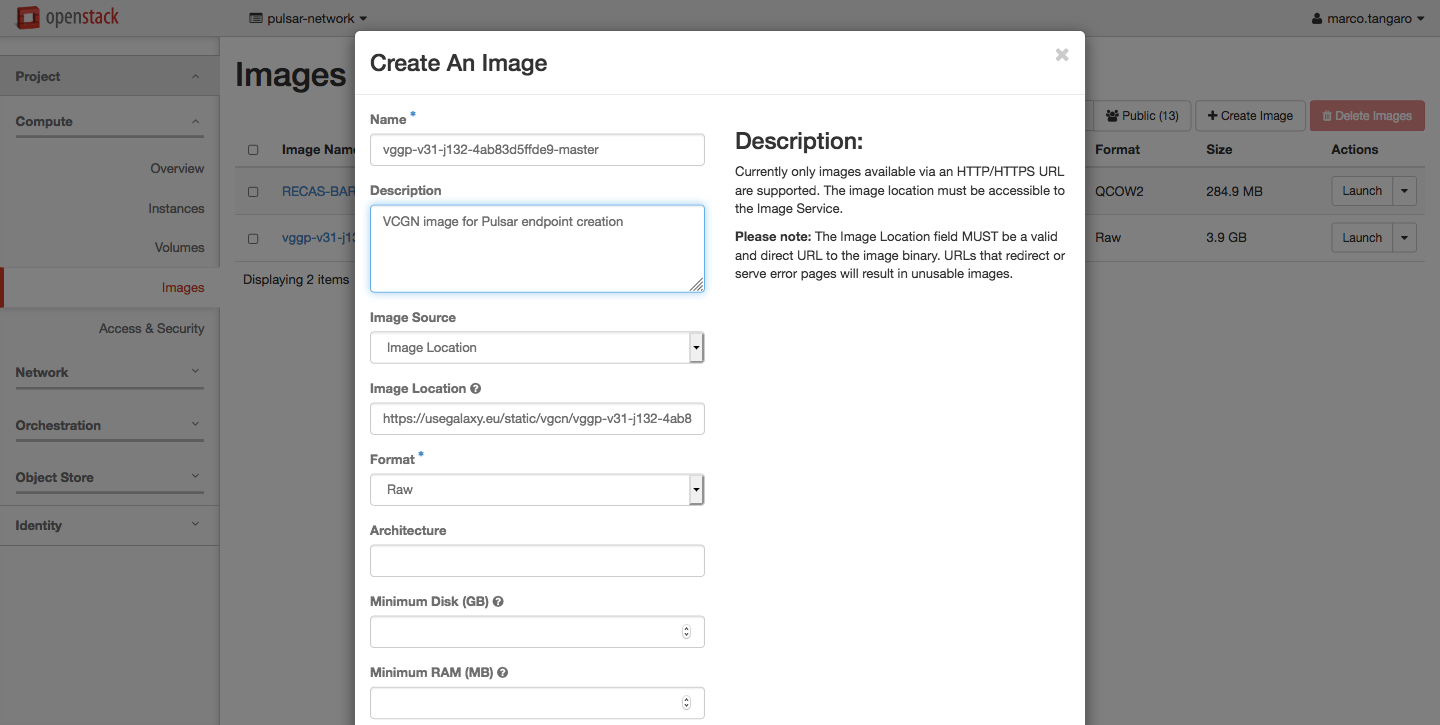 openstack
pulsar-network
marco.tangaro
Project
Compute
Overview
Instances
Volumes
Images
Access & Security
Network
Orchestration
Object Store
Identity
Images
Public (13)
Create Image
Delete Images
Image Name
Format
Size
Actions
RECAS-BAR
QCOW2
284.9 MB
Launch
vggp-v31-j13
Raw
3.9 GB
Launch
Displaying 2 items
Create An Image
Name *
vggp-v31-j132-4ab83d5ffde9-master
Description
VCGN image for Pulsar endpoint creation
Image Source
Image Location
Image Location
https://usegalaxy.eu/static/vgcn/vggp-v31-j132-4ab8
Format *
Raw
Architecture
Minimum Disk (GB)
Minimum RAM (MB)
Description:
Currently only images available via an HTTP/HTTPS URL
are supported. The image location must be accessible to
the Image Service.
Please note: The Image Location field MUST be a valid
and direct URL to the image binary. URLs that redirect or
serve error pages will result in unusable images.